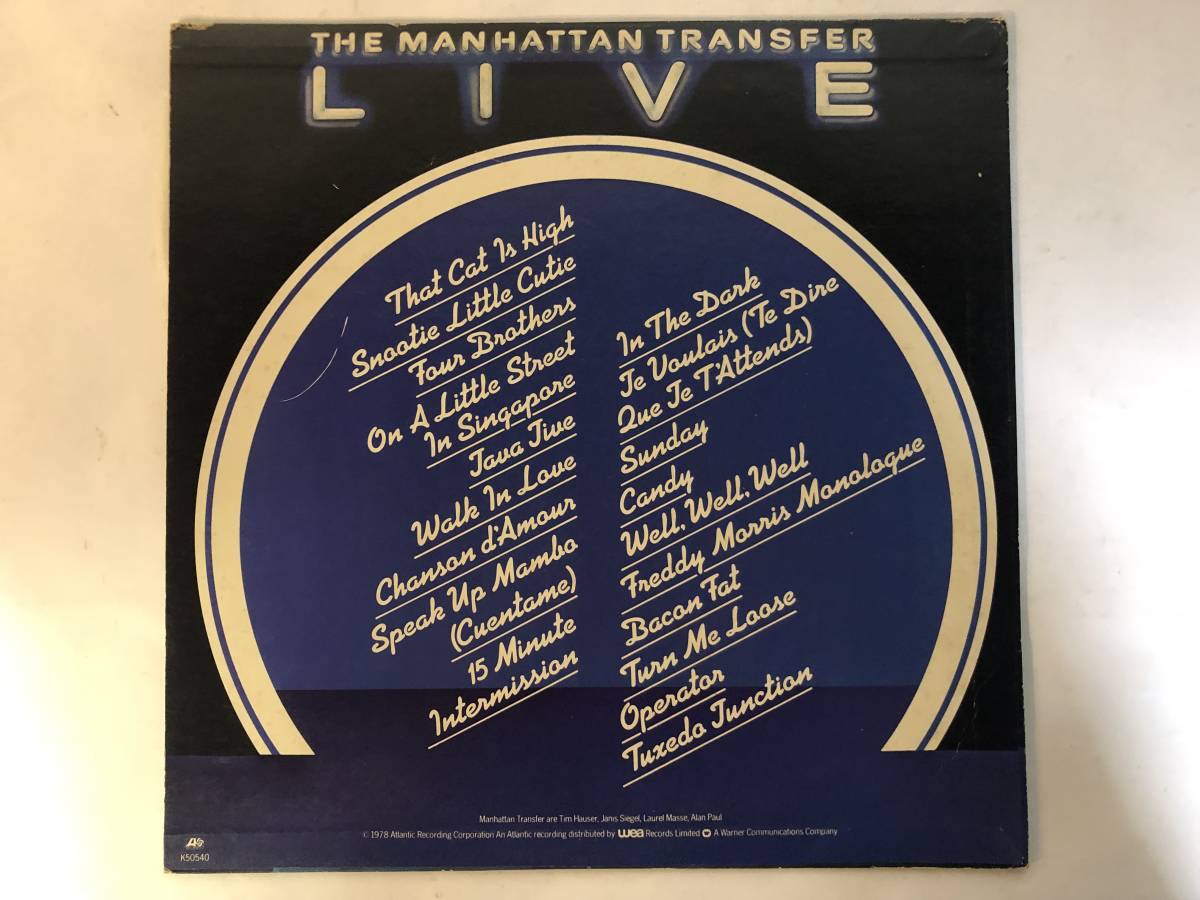 THE MANHATTAN TRANSFER
LIVE
That Cat Is High
Snootie Little Cutie
Four Brothers
On A Little Street
In Singapore
Java Jive
Walk In Love
Chanson d'Amour
Speak Up Mambo
(Cuentame)
15 Minute
Intermission
In The Dark
Je Voulais (Te Dire
Que Je T'Attends)
Sunday
Candy
Well, Well, Well
Freddy Morris Monologue
Bacon Fat
Turn Me Loose
Operator
Tuxedo Junction
Manhattan Transfer are Tim Hauser, Janis Siegel, Laurel Masse, Alan Paul
© 1978 Atlantic Recording Corporation An Atlantic recording distributed by wea Records Limited A Warner Communications Company
K50540